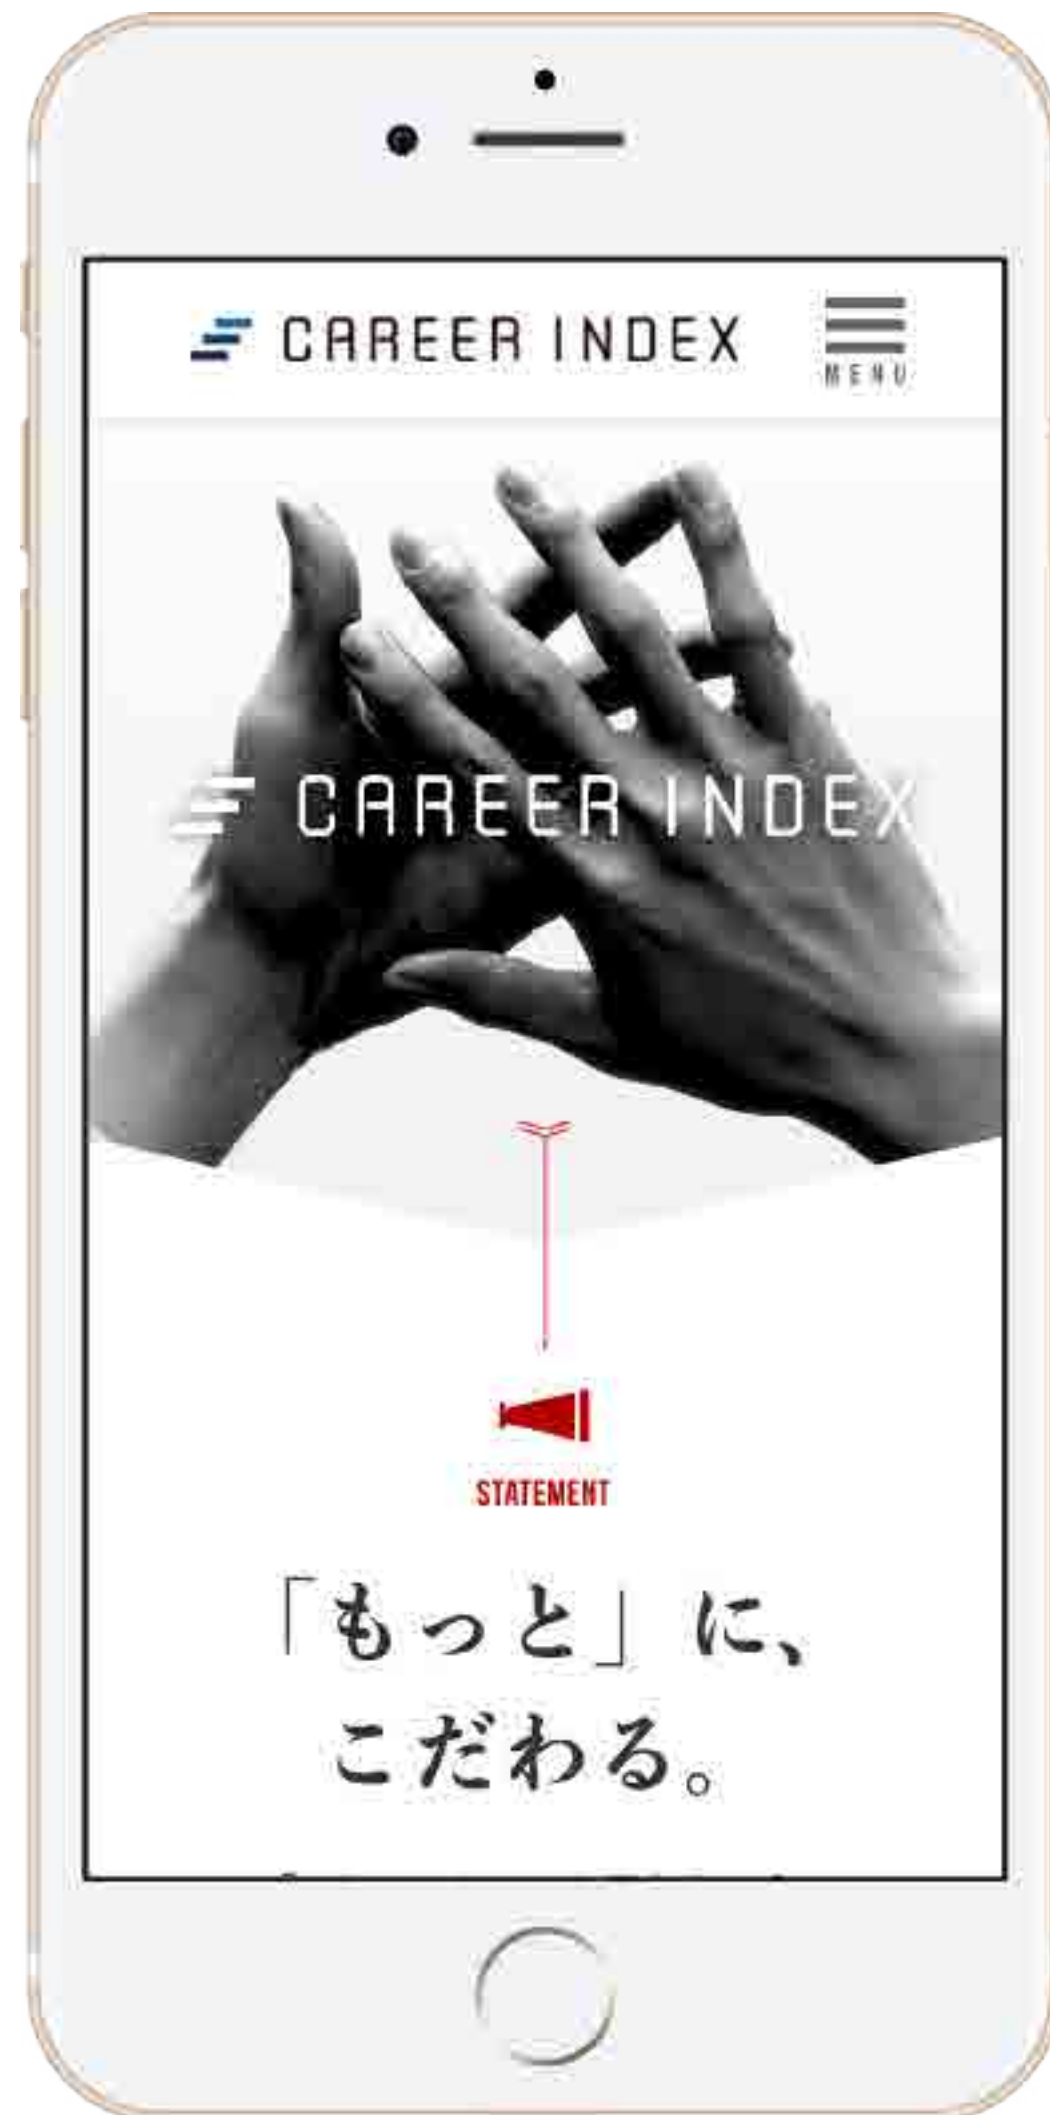 CAREER INDEX
MENU
CAREER INDEX
STATEMENT
「もっと」に、
こだわる。